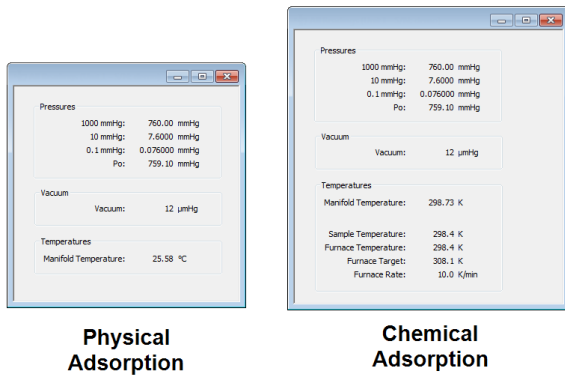 Pressures
1000 mmHg: 760.00 mmHg
10 mmHg: 7.6000 mmHg
0.1 mmHg: 0.076000 mmHg
Po: 759.10 mmHg
Vacuum
Vacuum: 12 µmHg
Temperatures
Manifold Temperature: 25.58 °C
Physical
Adsorption
Pressures
1000 mmHg: 760.00 mmHg
10 mmHg: 7.6000 mmHg
0.1 mmHg: 0.076000 mmHg
Po: 759.10 mmHg
Vacuum
Vacuum: 12 µmHg
Temperatures
Manifold Temperature: 298.73 K
Sample Temperature: 298.4 K
Furnace Temperature: 298.4 K
Furnace Target: 308.1 K
Furnace Rate: 10.0 K/min
Chemical
Adsorption